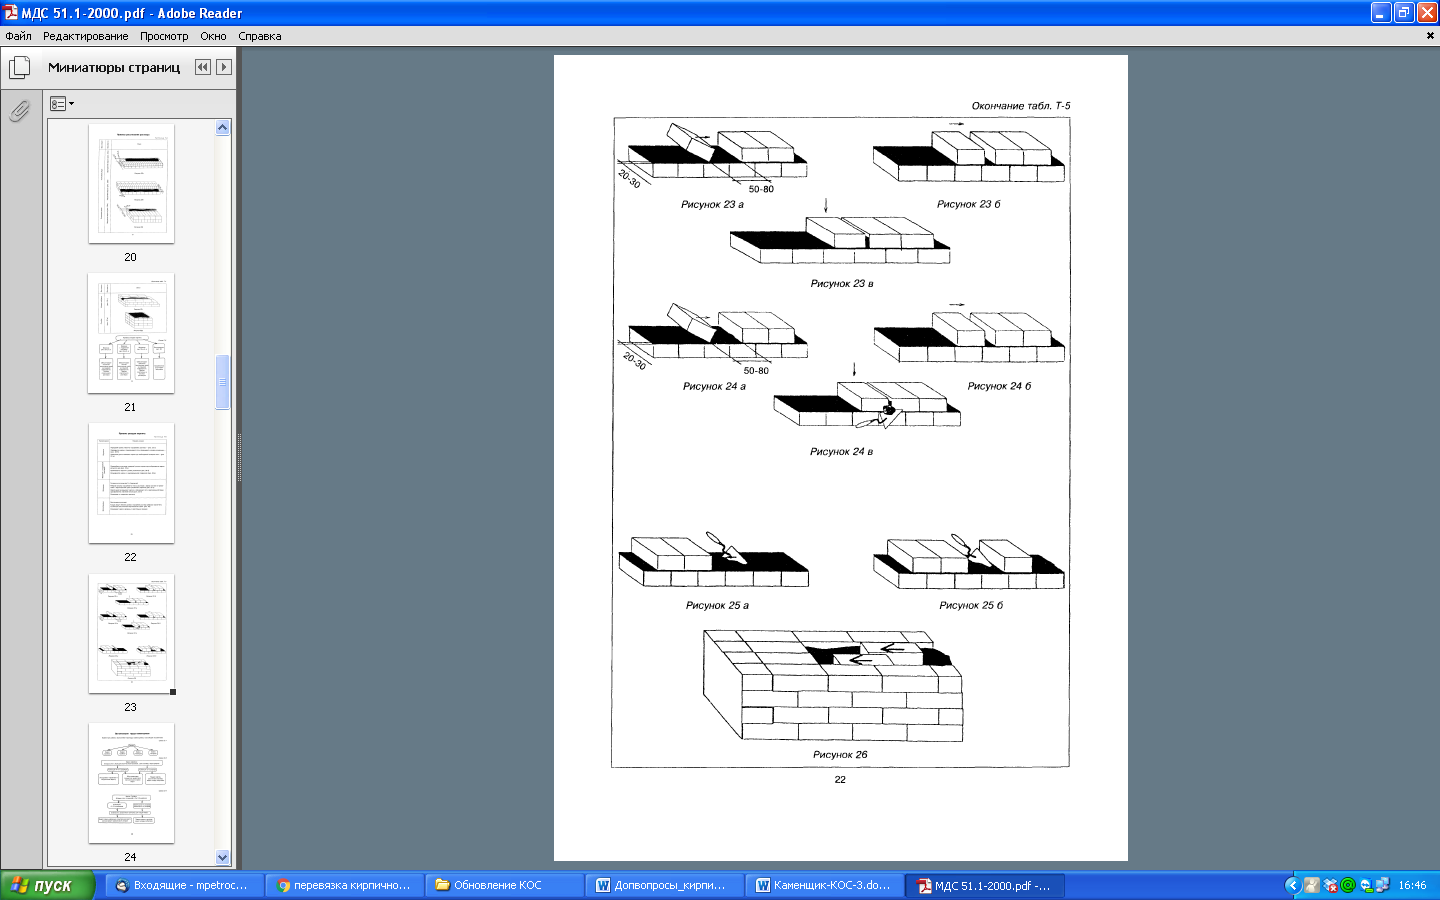 МДС 51.1-2000.pdf - Adobe Reader
Файл Редактирование Просмотр Окно Справка
Миниатюры страниц
20
21
22
23
24
Окончание табл. Т-5
20-30
50-80
Рисунок 23 а
Рисунок 23 б
Рисунок 23 в
20-30
50-80
Рисунок 24 а
Рисунок 24 б
Рисунок 24 в
Рисунок 25 а
Рисунок 25 б
Рисунок 26
22
пуск
Входящие - mpetroc...
перевязка кирпично...
Обновление КОС
Допвопросы_кирпи...
Каменщик-КОС-3.do...
МДС 51.1-2000.pdf -...
16:46